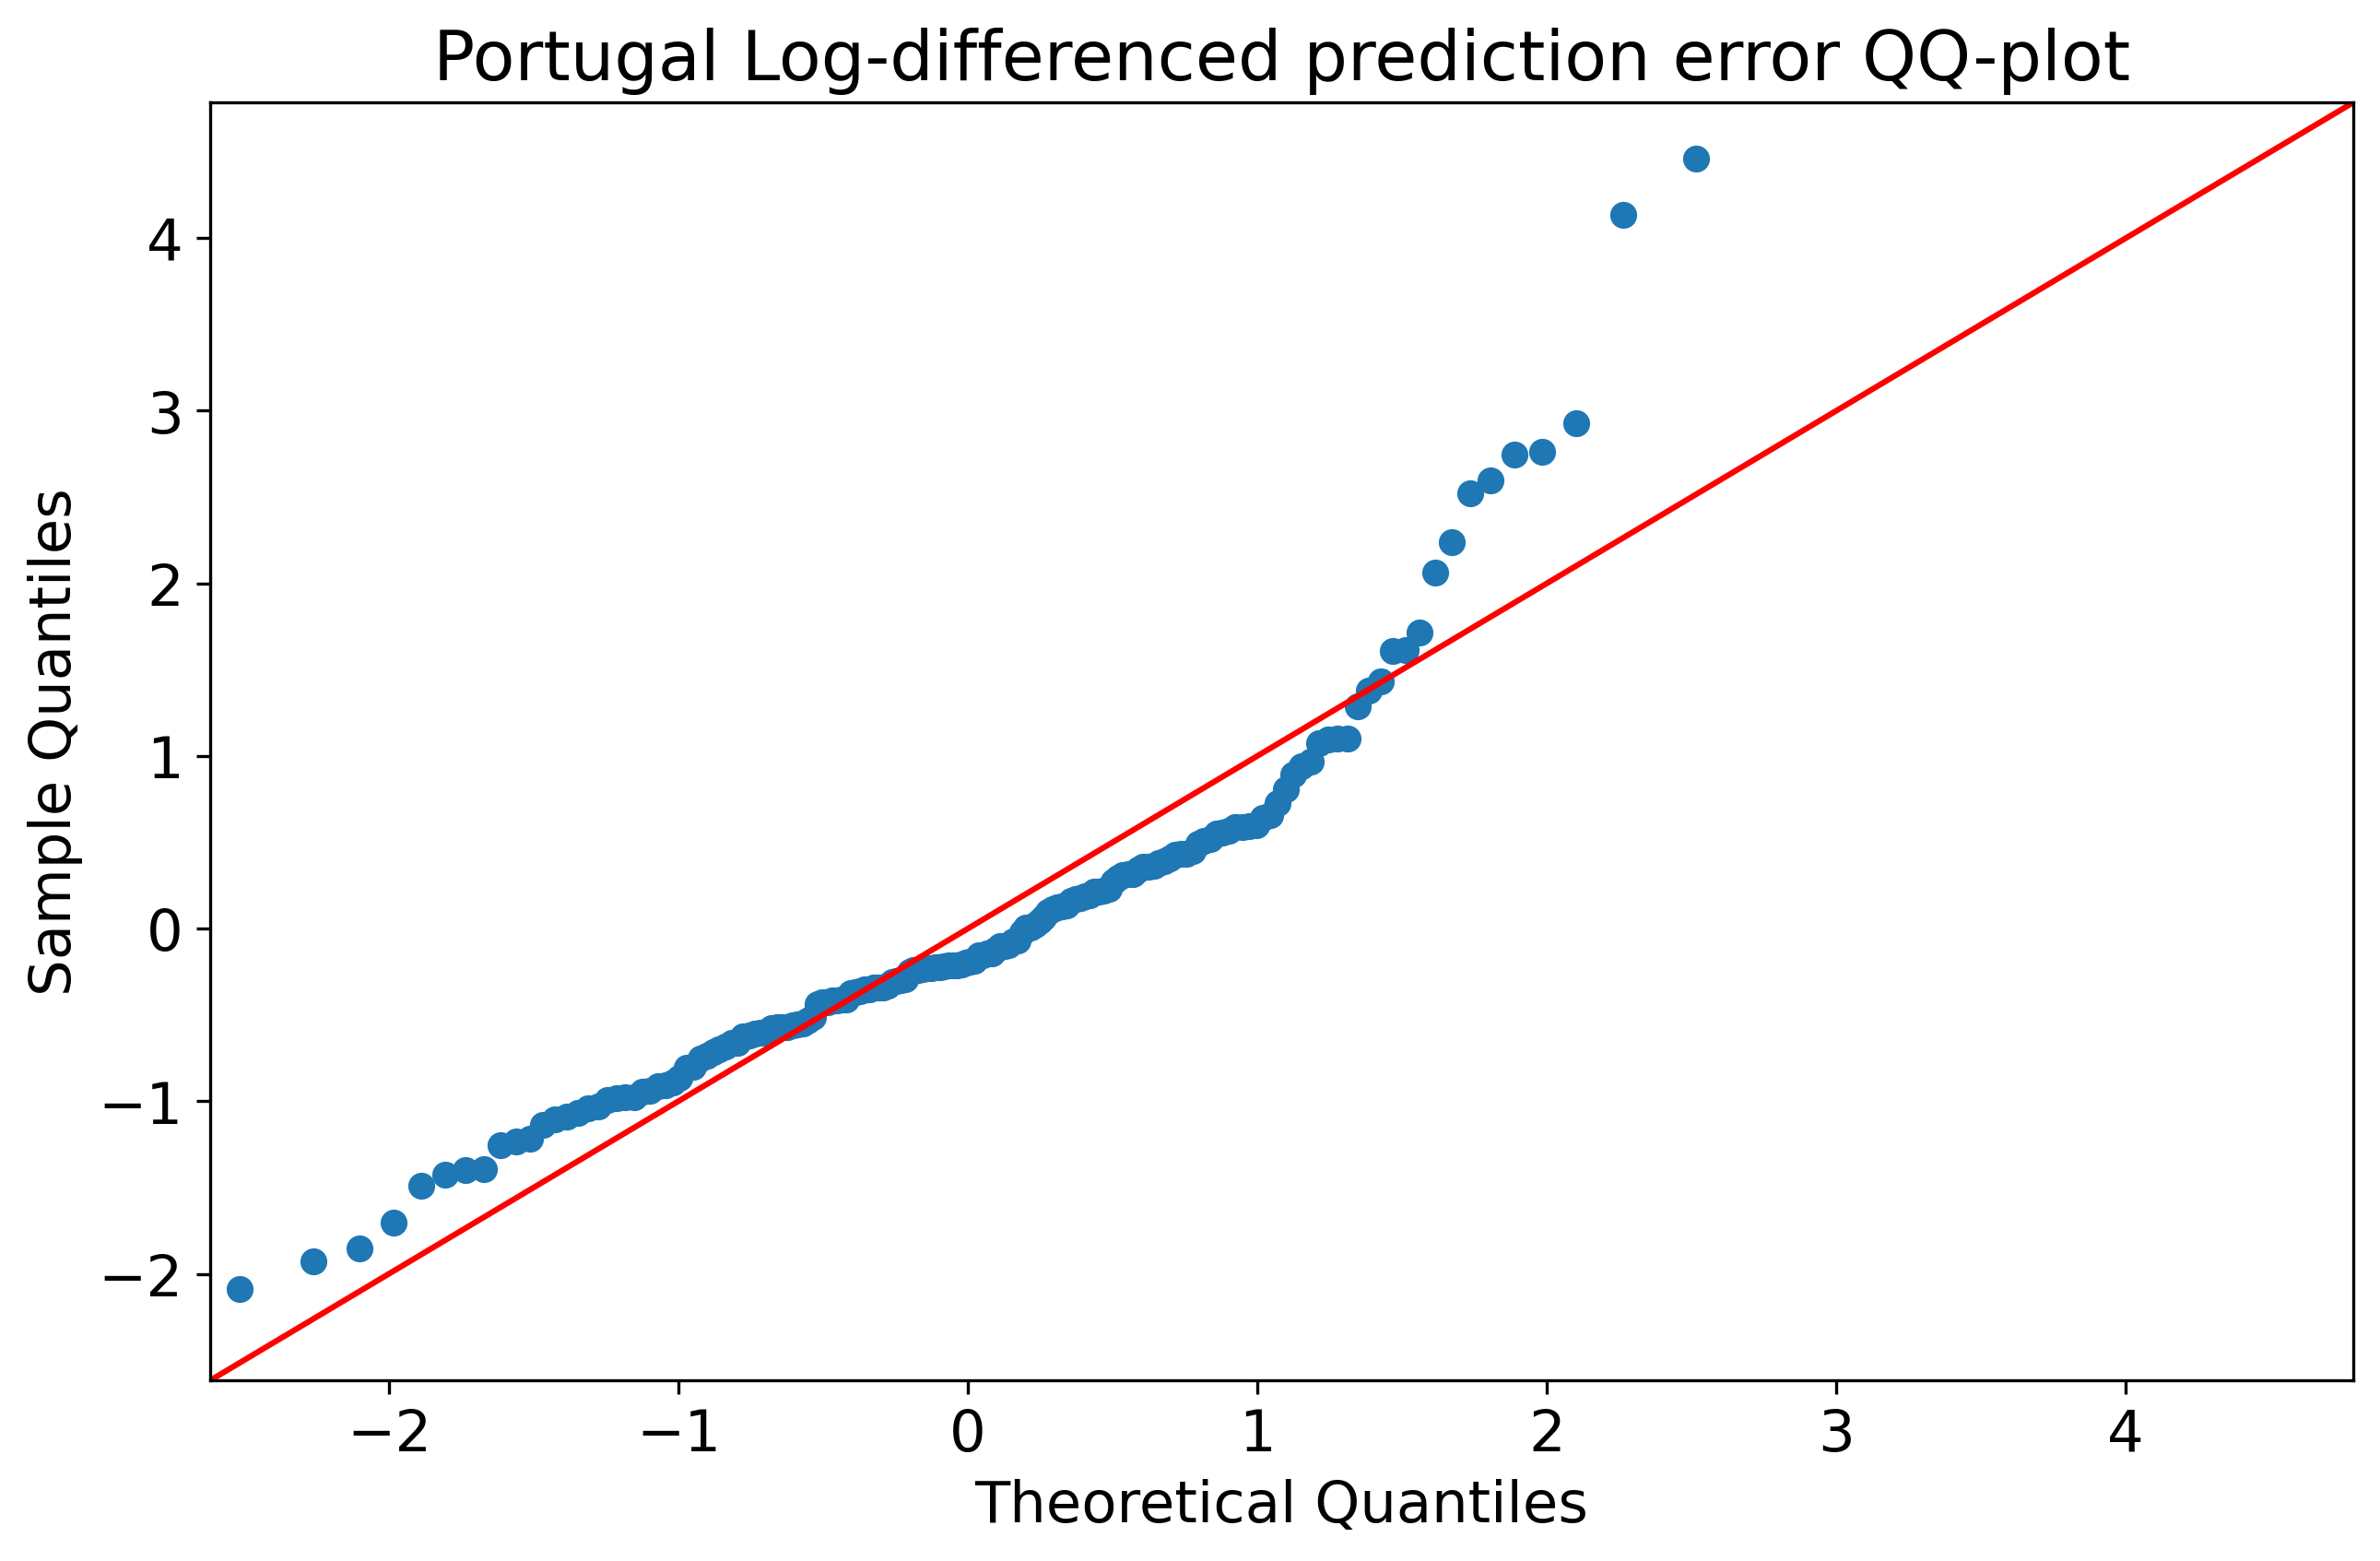 Portugal Log-differenced prediction error QQ-plot
4
3
2
1
0
−1
−2
Sample Quantiles
−2 −1 0 1 2 3 4
Theoretical Quantiles